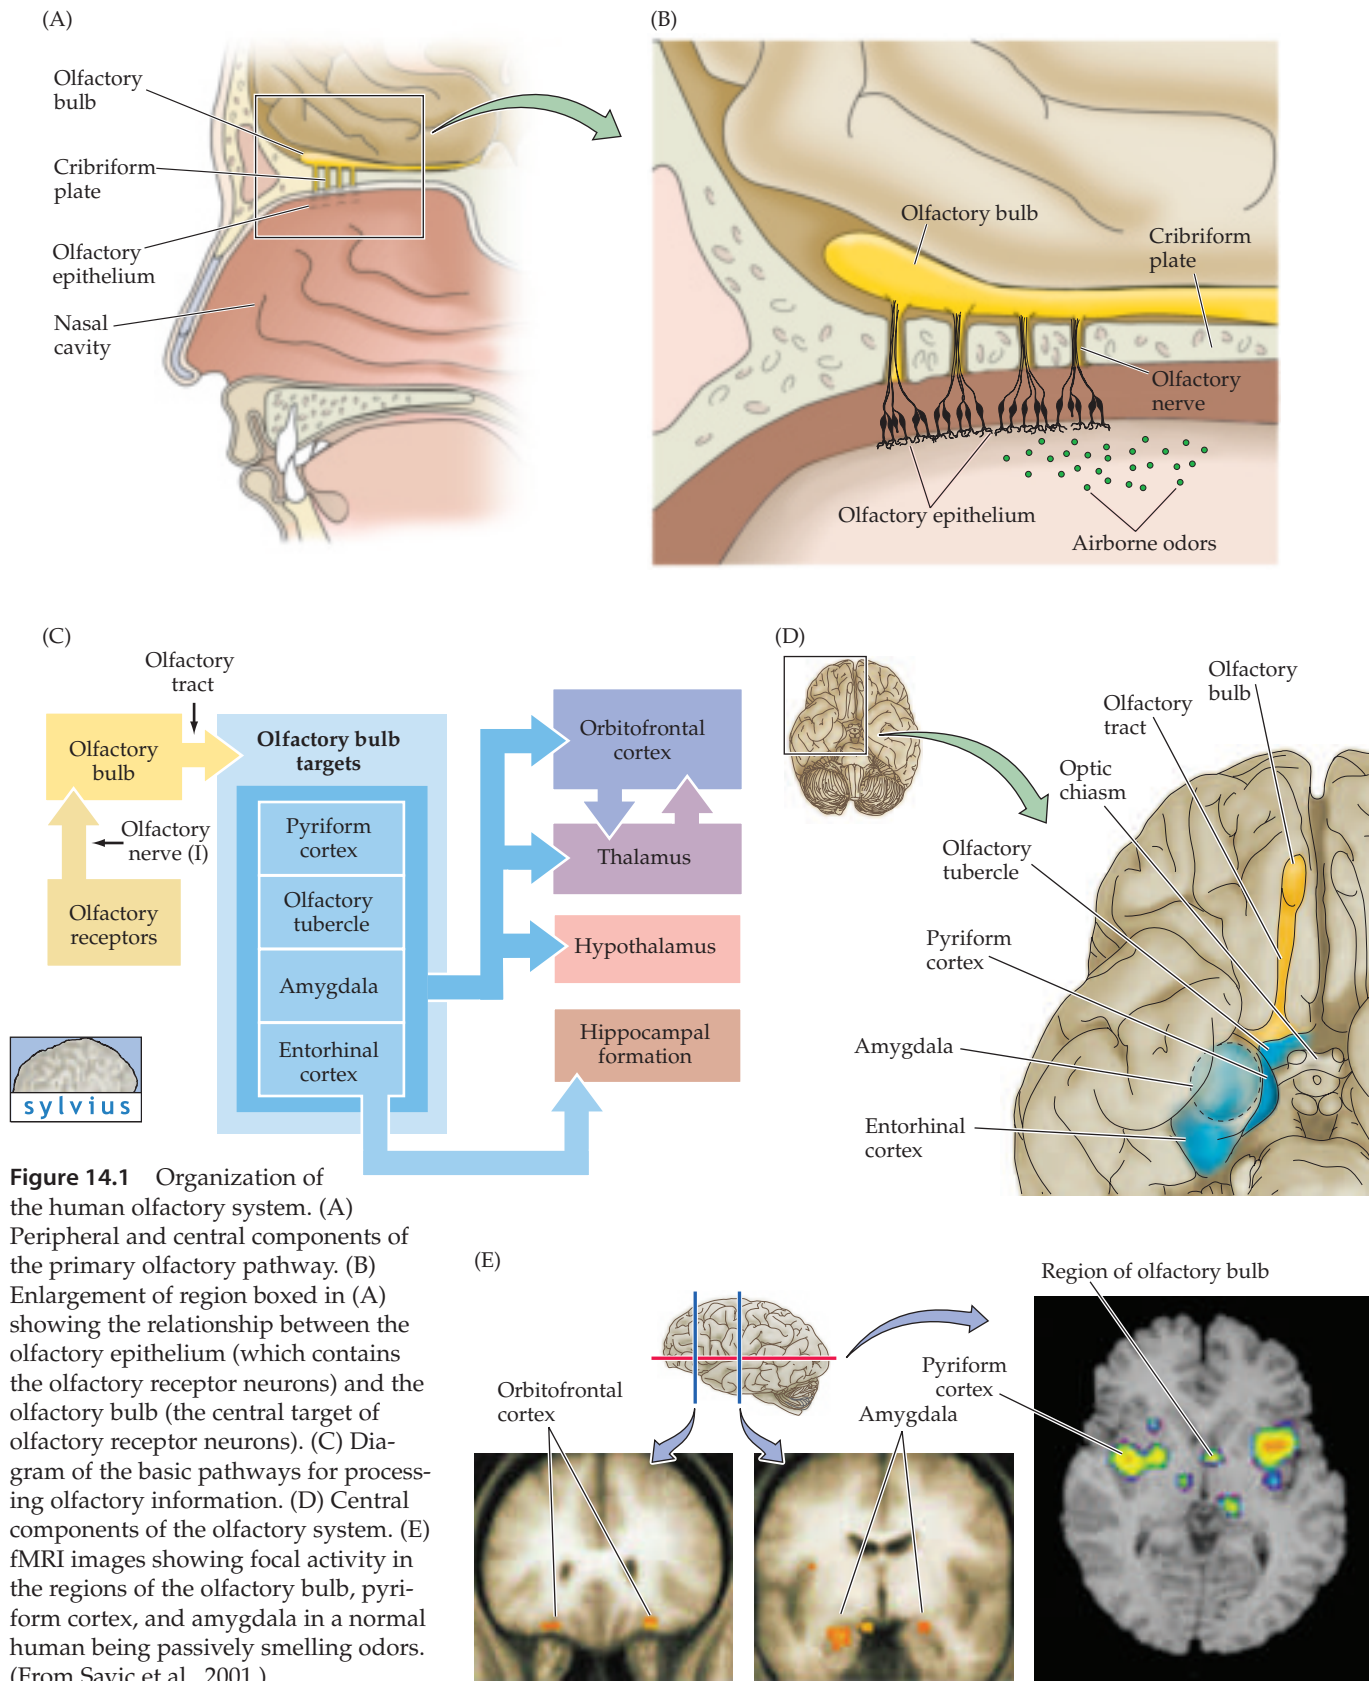 (A)
Olfactory
bulb
Cribriform
plate
Olfactory
epithelium
Nasal
cavity
(B)
Olfactory bulb
Cribriform
plate
Olfactory
nerve
Olfactory epithelium
Airborne odors
(C)
Olfactory
tract
Olfactory
bulb
Olfactory
nerve (I)
Olfactory
receptors
Olfactory bulb
targets
Pyriform
cortex
Olfactory
tubercle
Amygdala
Entorhinal
cortex
Orbitofrontal
cortex
Thalamus
Hypothalamus
Hippocampal
formation
sylvius
(D)
Olfactory
bulb
Olfactory
tract
Optic
chiasm
Olfactory
tubercle
Pyriform
cortex
Amygdala
Entorhinal
cortex
Figure 14.1 Organization of
the human olfactory system. (A)
Peripheral and central components of
the primary olfactory pathway. (B)
Enlargement of region boxed in (A)
showing the relationship between the
olfactory epithelium (which contains
the olfactory receptor neurons) and the
olfactory bulb (the central target of
olfactory receptor neurons). (C) Dia-
gram of the basic pathways for process-
ing olfactory information. (D) Central
components of the olfactory system. (E)
fMRI images showing focal activity in
the regions of the olfactory bulb, pyri-
form cortex, and amygdala in a normal
human being passively smelling odors.
(From Savic et al., 2001.)
(E)
Orbitofrontal
cortex
Amygdala
Pyriform
cortex
Region of olfactory bulb